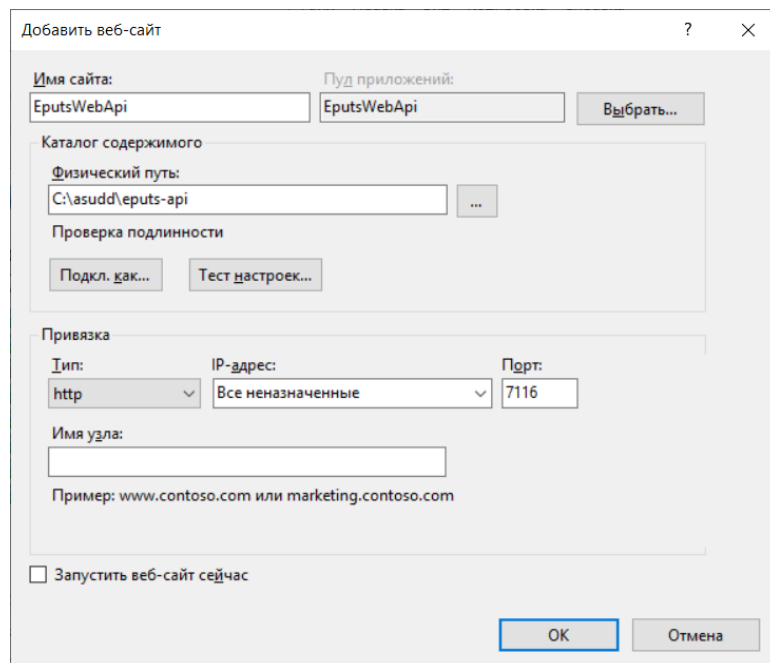 Добавить веб-сайт ?
Имя сайта: Пул приложений:
EputsWebApi EputsWebApi Выбрать...
Каталог содержимого
Физический путь:
C:\asudd\eputs-api ...
Проверка подлинности
Подкл. как... Тест настроек...
Привязка
Тип: IP-адрес: Порт:
http Все неназначенные 7116
Имя узла:
Пример: www.contoso.com или marketing.contoso.com
Запустить веб-сайт сейчас
OK Отмена